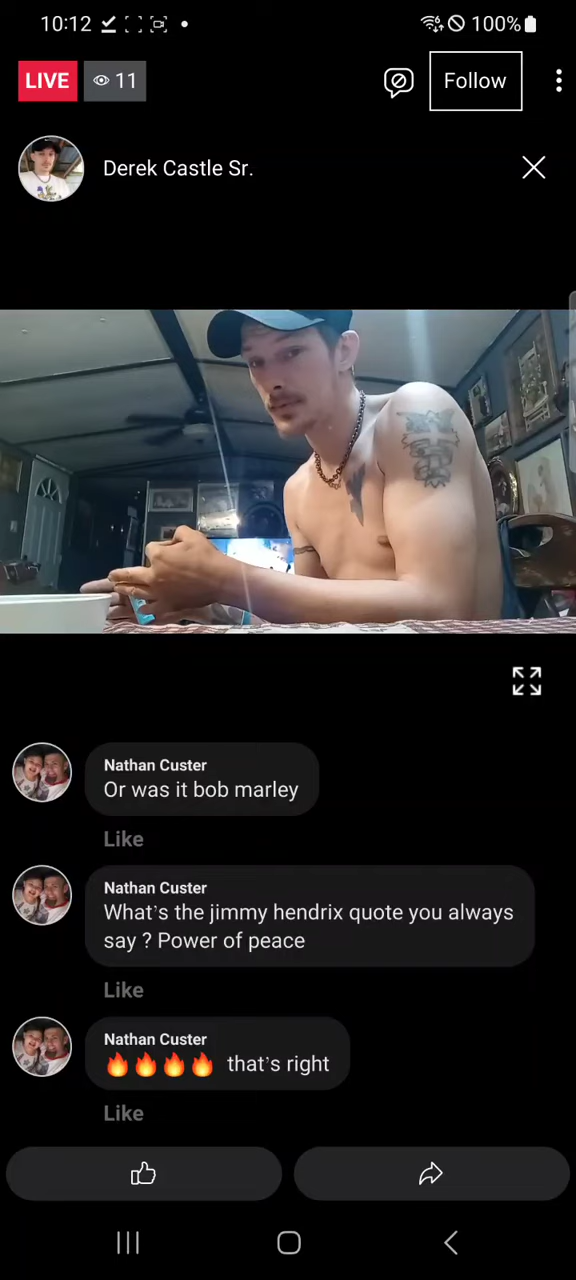 10:12
100%
LIVE
11
Follow
Derek Castle Sr.
Nathan Custer
Or was it bob marley
Like
Nathan Custer
What's the jimmy hendrix quote you always
say ? Power of peace
Like
Nathan Custer
🔥🔥🔥🔥 that's right
Like